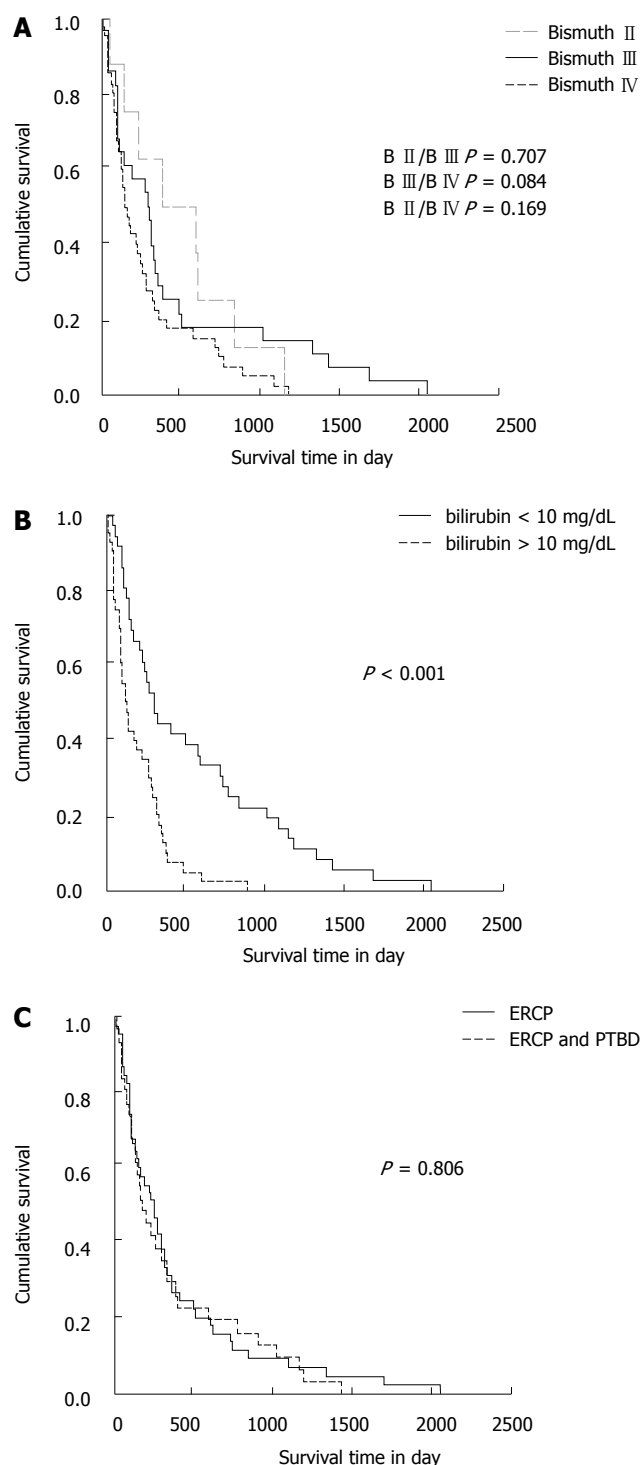 A
Bismuth Ⅱ
Bismuth Ⅲ
Bismuth Ⅳ
B Ⅱ/B Ⅲ P = 0.707
B Ⅲ/B Ⅳ P = 0.084
B Ⅱ/B Ⅳ P = 0.169
Cumulative survival
1.0
0.8
0.6
0.4
0.2
0.0
0 500 1000 1500 2000 2500
Survival time in day
B
bilirubin < 10 mg/dL
bilirubin > 10 mg/dL
P < 0.001
Cumulative survival
1.0
0.8
0.6
0.4
0.2
0.0
0 500 1000 1500 2000 2500
Survival time in day
C
ERCP
ERCP and PTBD
P = 0.806
Cumulative survival
1.0
0.8
0.6
0.4
0.2
0.0
0 500 1000 1500 2000 2500
Survival time in day